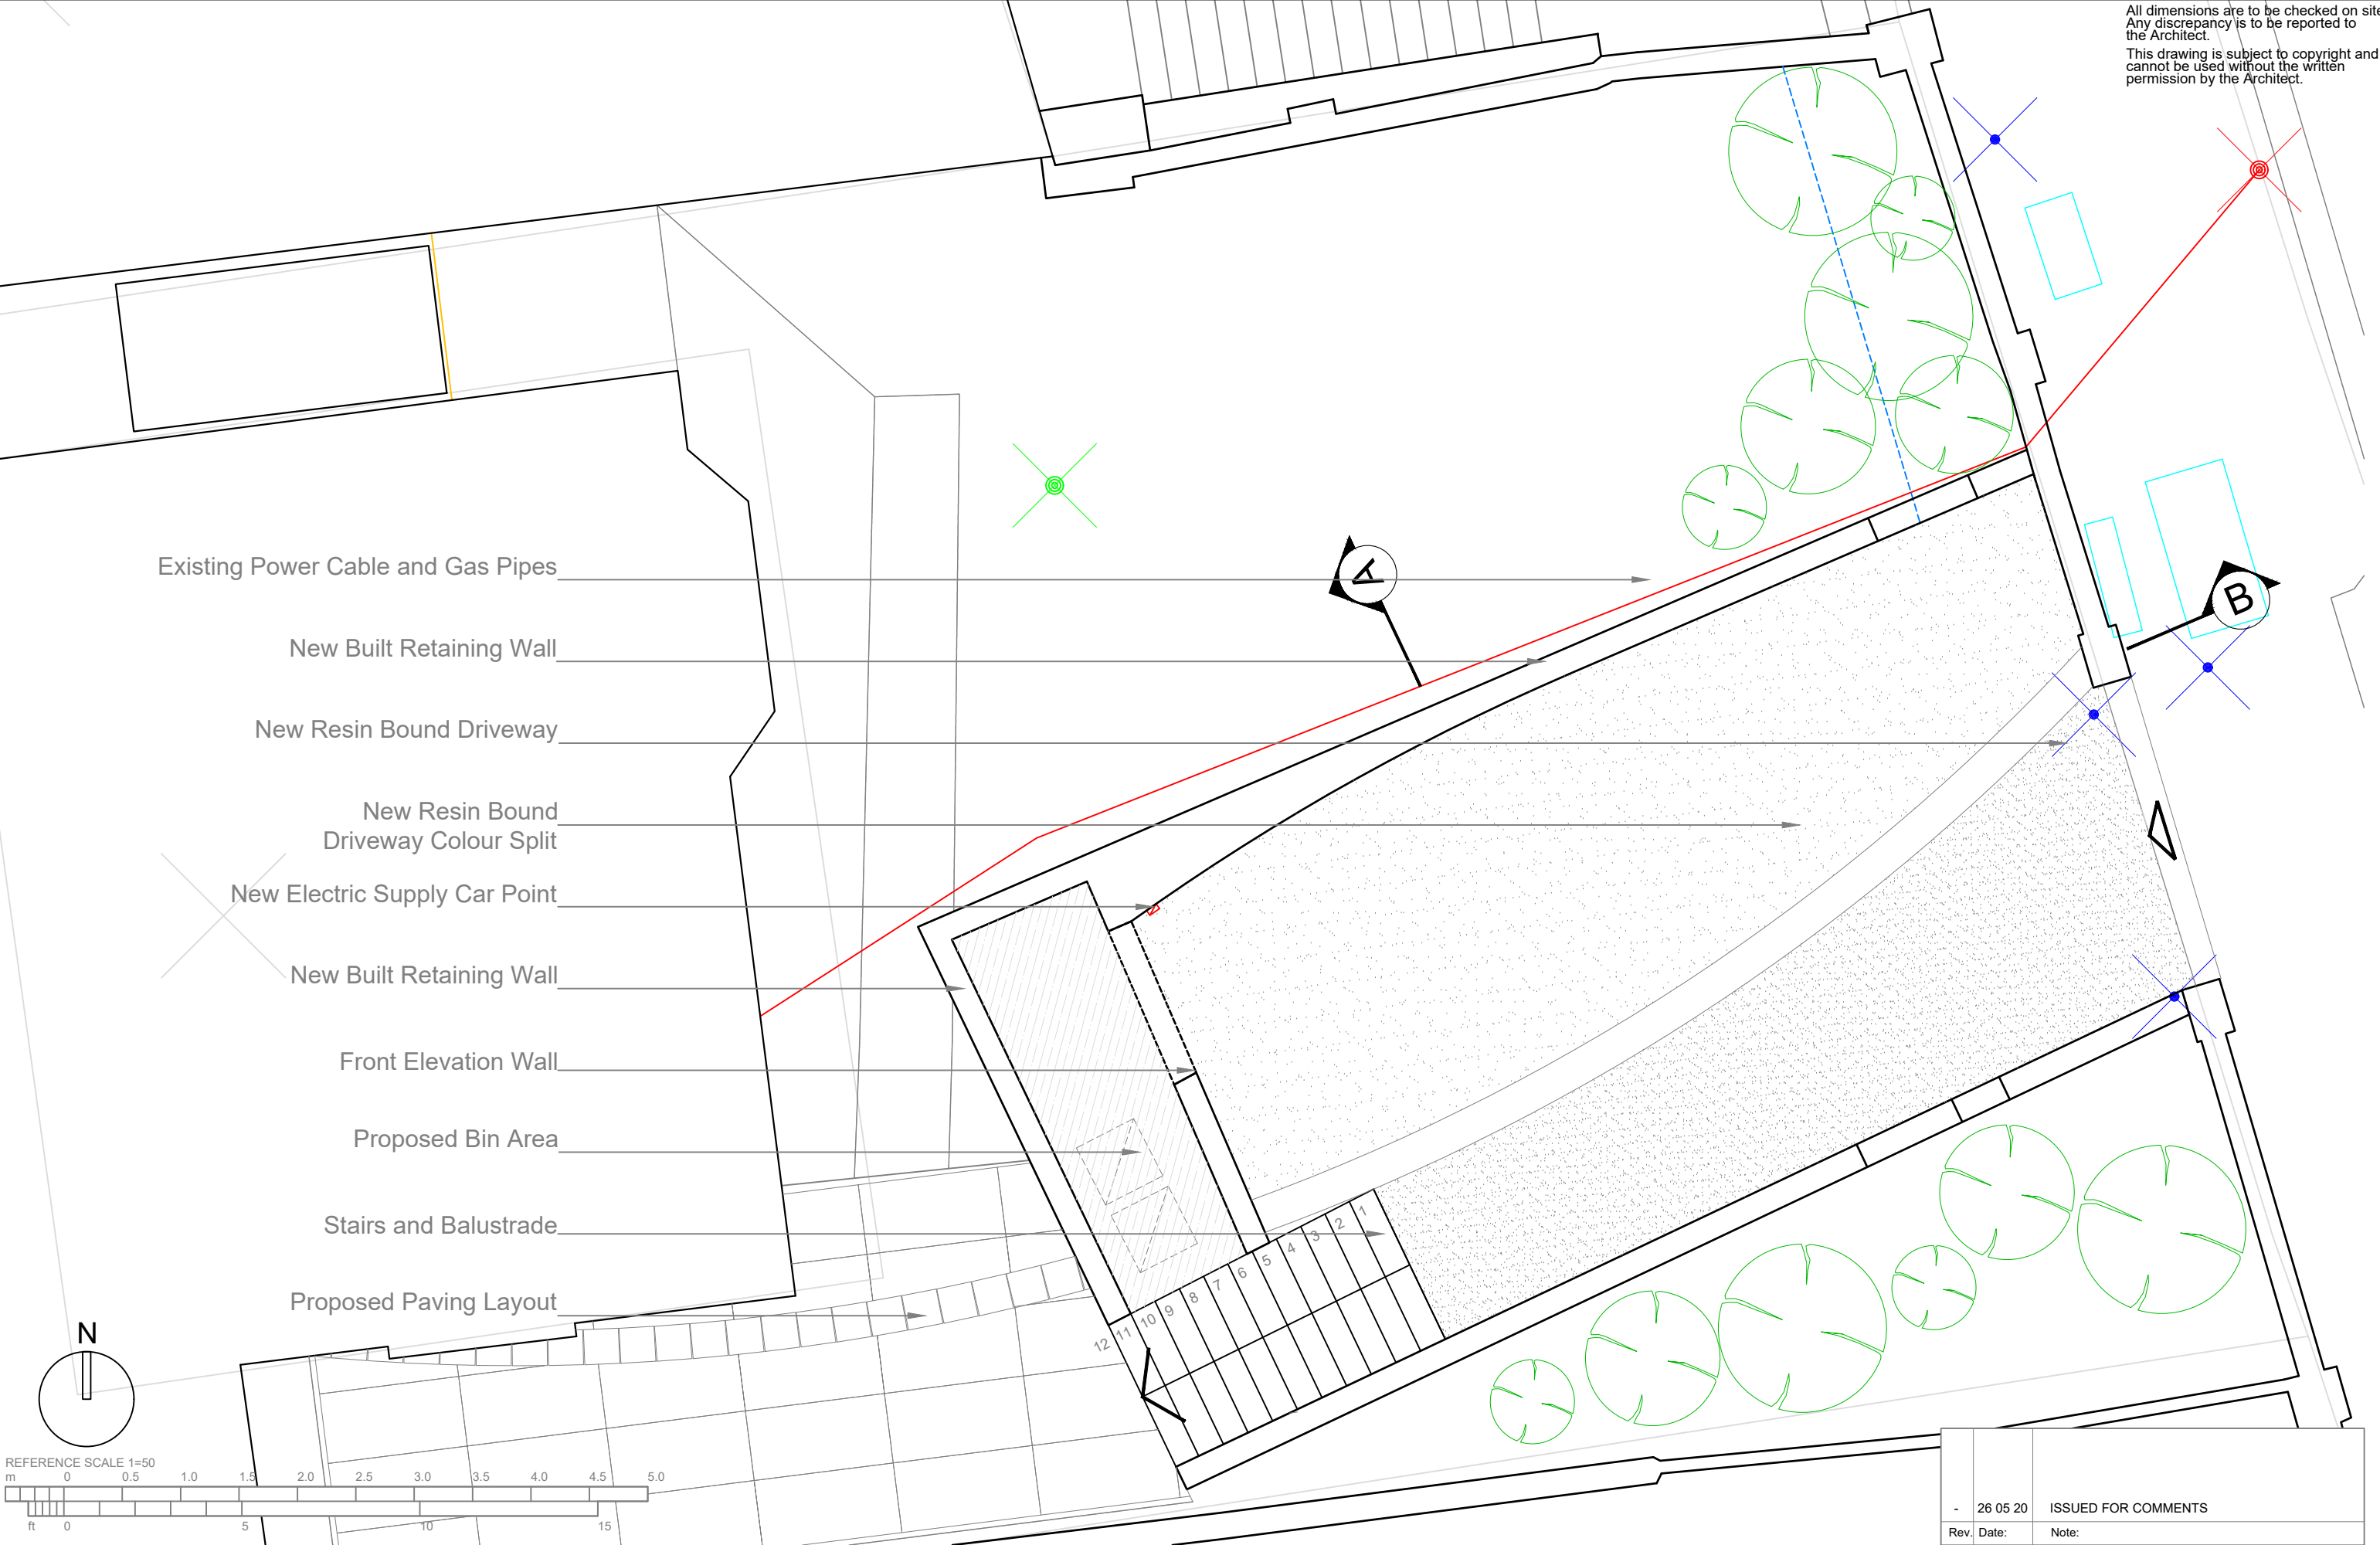 All dimensions are to be checked on site
Any discrepancy is to be reported to
the Architect.
This drawing is subject to copyright and
cannot be used without the written
permission by the Architect.
A
B
Existing Power Cable and Gas Pipes
New Built Retaining Wall
New Resin Bound Driveway
New Resin Bound
Driveway Colour Split
New Electric Supply Car Point
New Built Retaining Wall
Front Elevation Wall
Proposed Bin Area
Stairs and Balustrade
Proposed Paving Layout
12 11 10 9 8 7 6 5 4 3 2 1
N
REFERENCE SCALE 1=50
m 0 0.5 1.0 1.5 2.0 2.5 3.0 3.5 4.0 4.5 5.0
ft 0 5 10 15
- 26 05 20 ISSUED FOR COMMENTS
Rev. Date: Note: